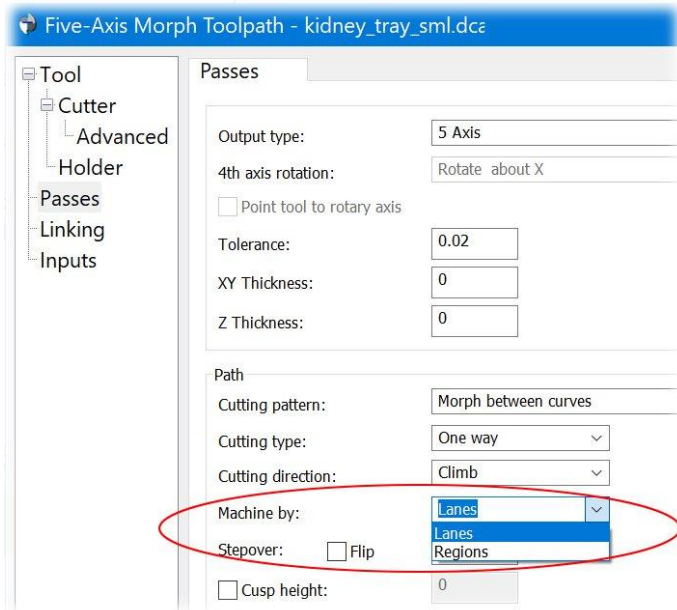 Five-Axis Morph Toolpath - kidney_tray_sml.dca
Tool
Cutter
Advanced
Holder
Passes
Linking
Inputs
Passes
Output type: 5 Axis
4th axis rotation: Rotate about X
Point tool to rotary axis
Tolerance: 0.02
XY Thickness: 0
Z Thickness: 0
Path
Cutting pattern: Morph between curves
Cutting type: One way
Cutting direction: Climb
Machine by: Lanes
Lanes
Stepover: Flip Regions
Cusp height: 0